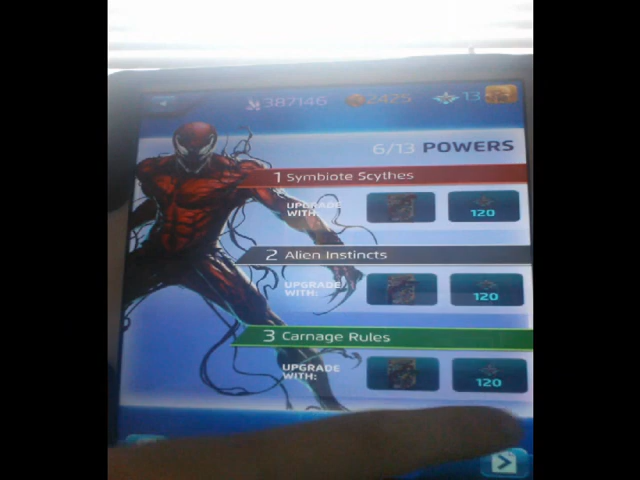 387146 2425 13
6/13 POWERS
1 Symbiote Scythes
UPGRADE
WITH:
120
2 Alien Instincts
UPGRADE
WITH:
120
3 Carnage Rules
UPGRADE
WITH:
120